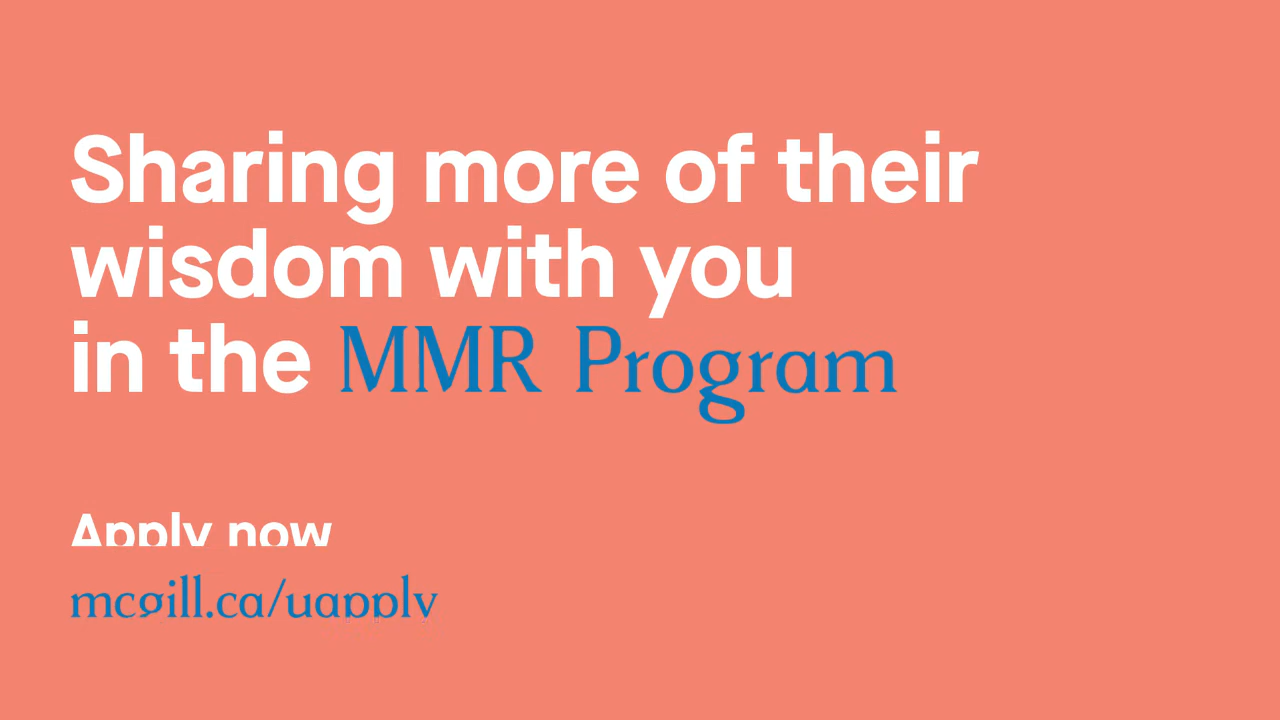 Sharing more of their
wisdom with you
in the MMR Program
Apply now
mcgill.ca/uapply